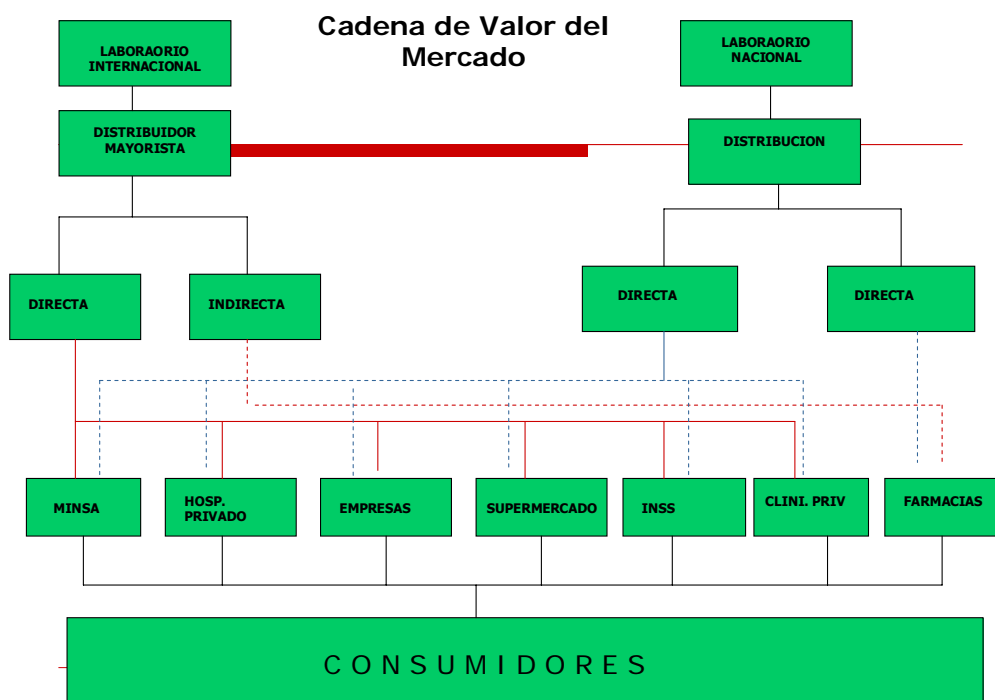 Cadena de Valor del
Mercado
LABORAORIO
INTERNACIONAL
LABORAORIO
NACIONAL
DISTRIBUIDOR
MAYORISTA
DISTRIBUCION
DIRECTA
INDIRECTA
DIRECTA
DIRECTA
MINSA
HOSP.
PRIVADO
EMPRESAS
SUPERMERCADO
INSS
CLINI. PRIV
FARMACIAS
CONSUMIDORES